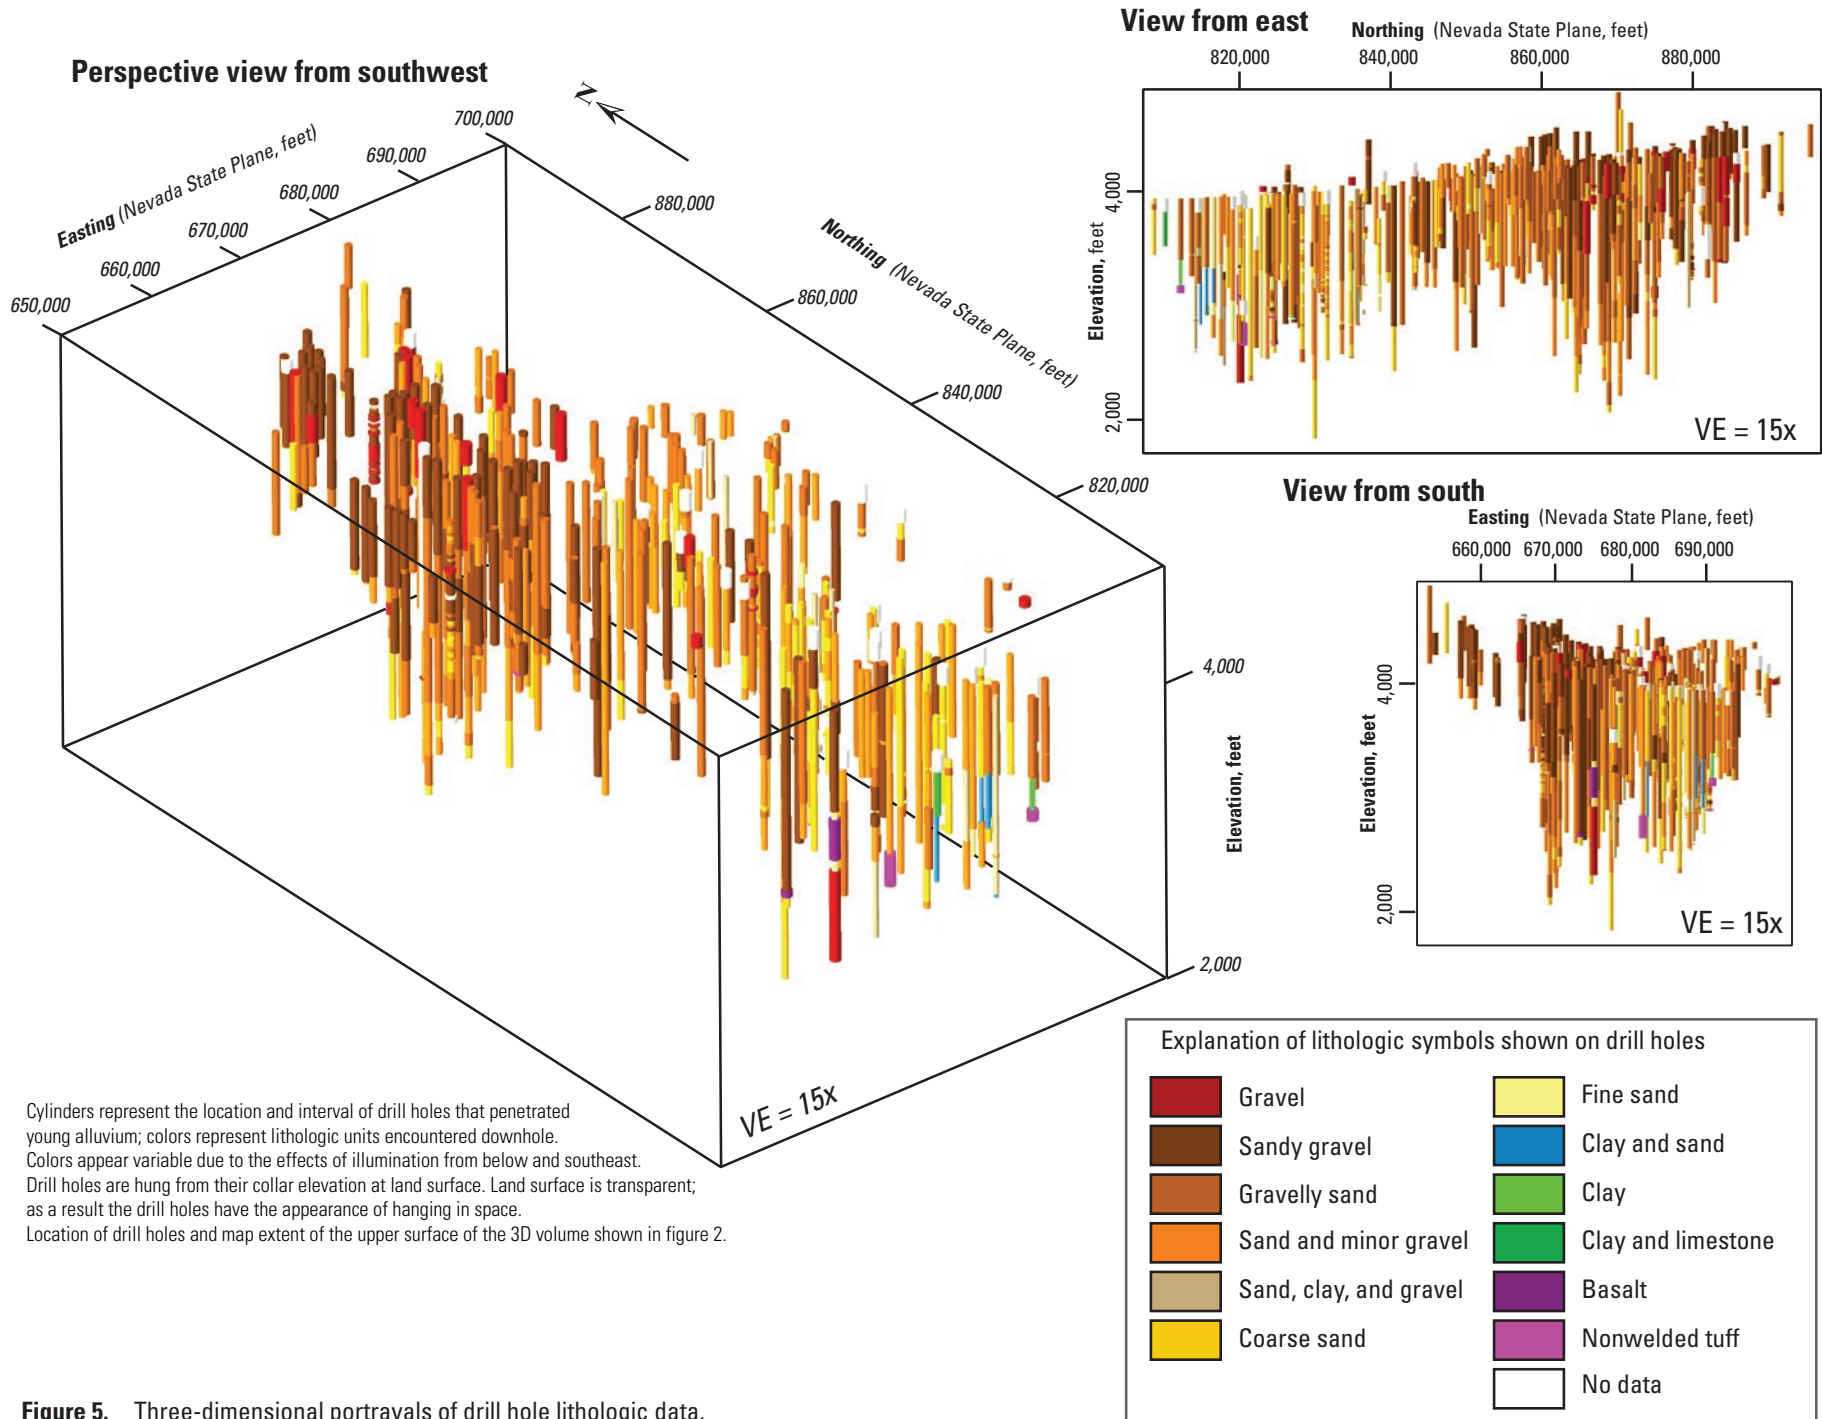 Perspective view from southwest
Easting (Nevada State Plane, feet)
650,000
660,000
670,000
680,000
690,000
700,000
N
Northing (Nevada State Plane, feet)
880,000
860,000
840,000
820,000
4,000
Elevation, feet
2,000
VE = 15x
View from east
Northing (Nevada State Plane, feet)
820,000 840,000 860,000 880,000
4,000
Elevation, feet
2,000
VE = 15x
View from south
Easting (Nevada State Plane, feet)
660,000 670,000 680,000 690,000
4,000
Elevation, feet
2,000
VE = 15x
Explanation of lithologic symbols shown on drill holes
Gravel
Sandy gravel
Gravelly sand
Sand and minor gravel
Sand, clay, and gravel
Coarse sand
Fine sand
Clay and sand
Clay
Clay and limestone
Basalt
Nonwelded tuff
No data
Cylinders represent the location and interval of drill holes that penetrated
young alluvium; colors represent lithologic units encountered downhole.
Colors appear variable due to the effects of illumination from below and southeast.
Drill holes are hung from their collar elevation at land surface. Land surface is transparent;
as a result the drill holes have the appearance of hanging in space.
Location of drill holes and map extent of the upper surface of the 3D volume shown in figure 2.
Figure 5. Three-dimensional portrayals of drill hole lithologic data.